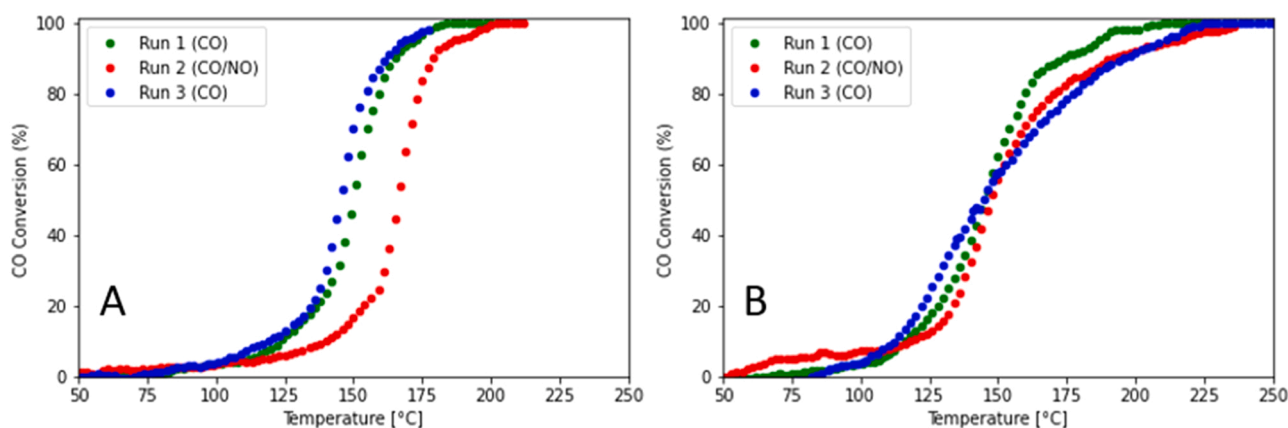 100
80
60
40
20
0
CO Conversion (%)
Run 1 (CO)
Run 2 (CO/NO)
Run 3 (CO)
A
50 75 100 125 150 175 200 225 250
Temperature [°C]
100
80
60
40
20
0
CO Conversion (%)
Run 1 (CO)
Run 2 (CO/NO)
Run 3 (CO)
B
50 75 100 125 150 175 200 225 250
Temperature [°C]